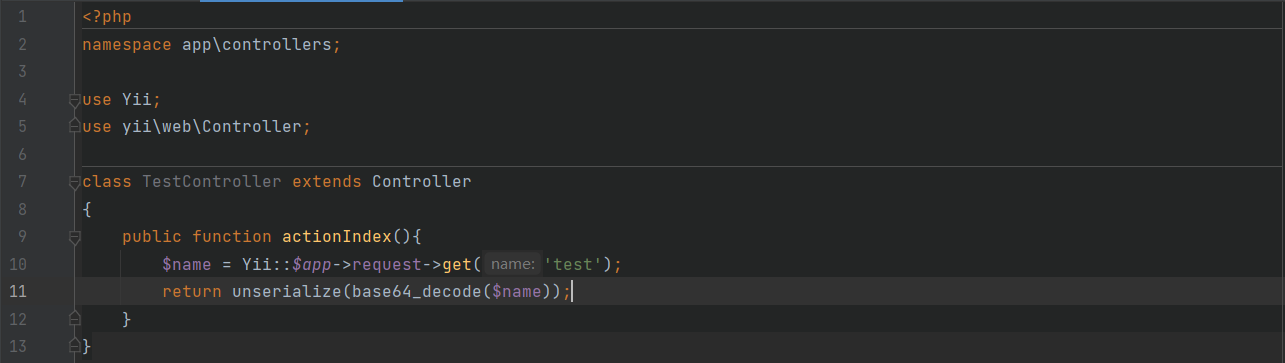 1 <?php
2 namespace app\controllers;
3
4 use Yii;
5 use yii\web\Controller;
6
7 class TestController extends Controller
8 {
9     public function actionIndex(){
10         $name = Yii::$app->request->get( name: 'test');
11         return unserialize(base64_decode($name));
12     }
13 }